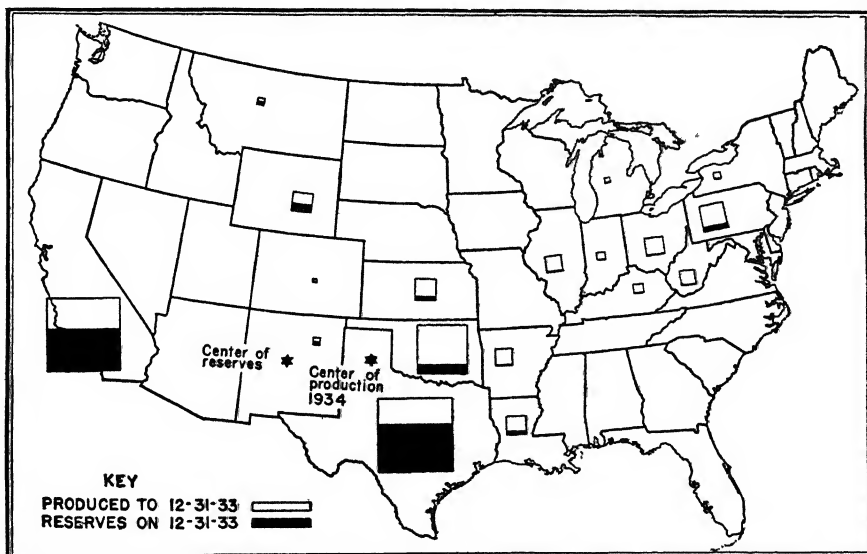 Center of
reserves
Center of
production
1934
KEY
PRODUCED TO 12-31-33
RESERVES ON 12-31-33